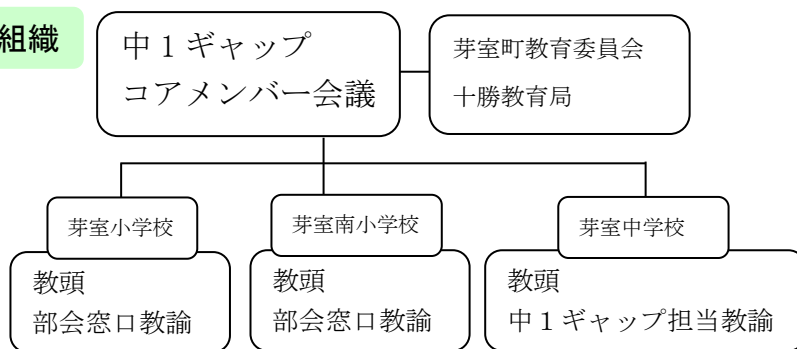 組織
中1ギャップ
コアメンバー会議
芽室町教育委員会
十勝教育局
芽室小学校
芽室南小学校
芽室中学校
教頭
部会窓口教諭
教頭
部会窓口教諭
教頭
中1ギャップ担当教諭